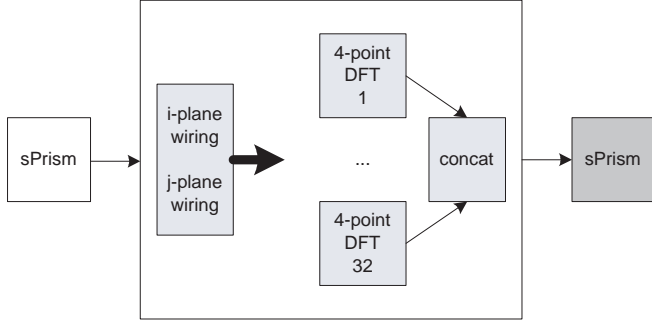 sPrism
i-plane
wiring
j-plane
wiring
4-point
DFT
1
...
4-point
DFT
32
concat
sPrism